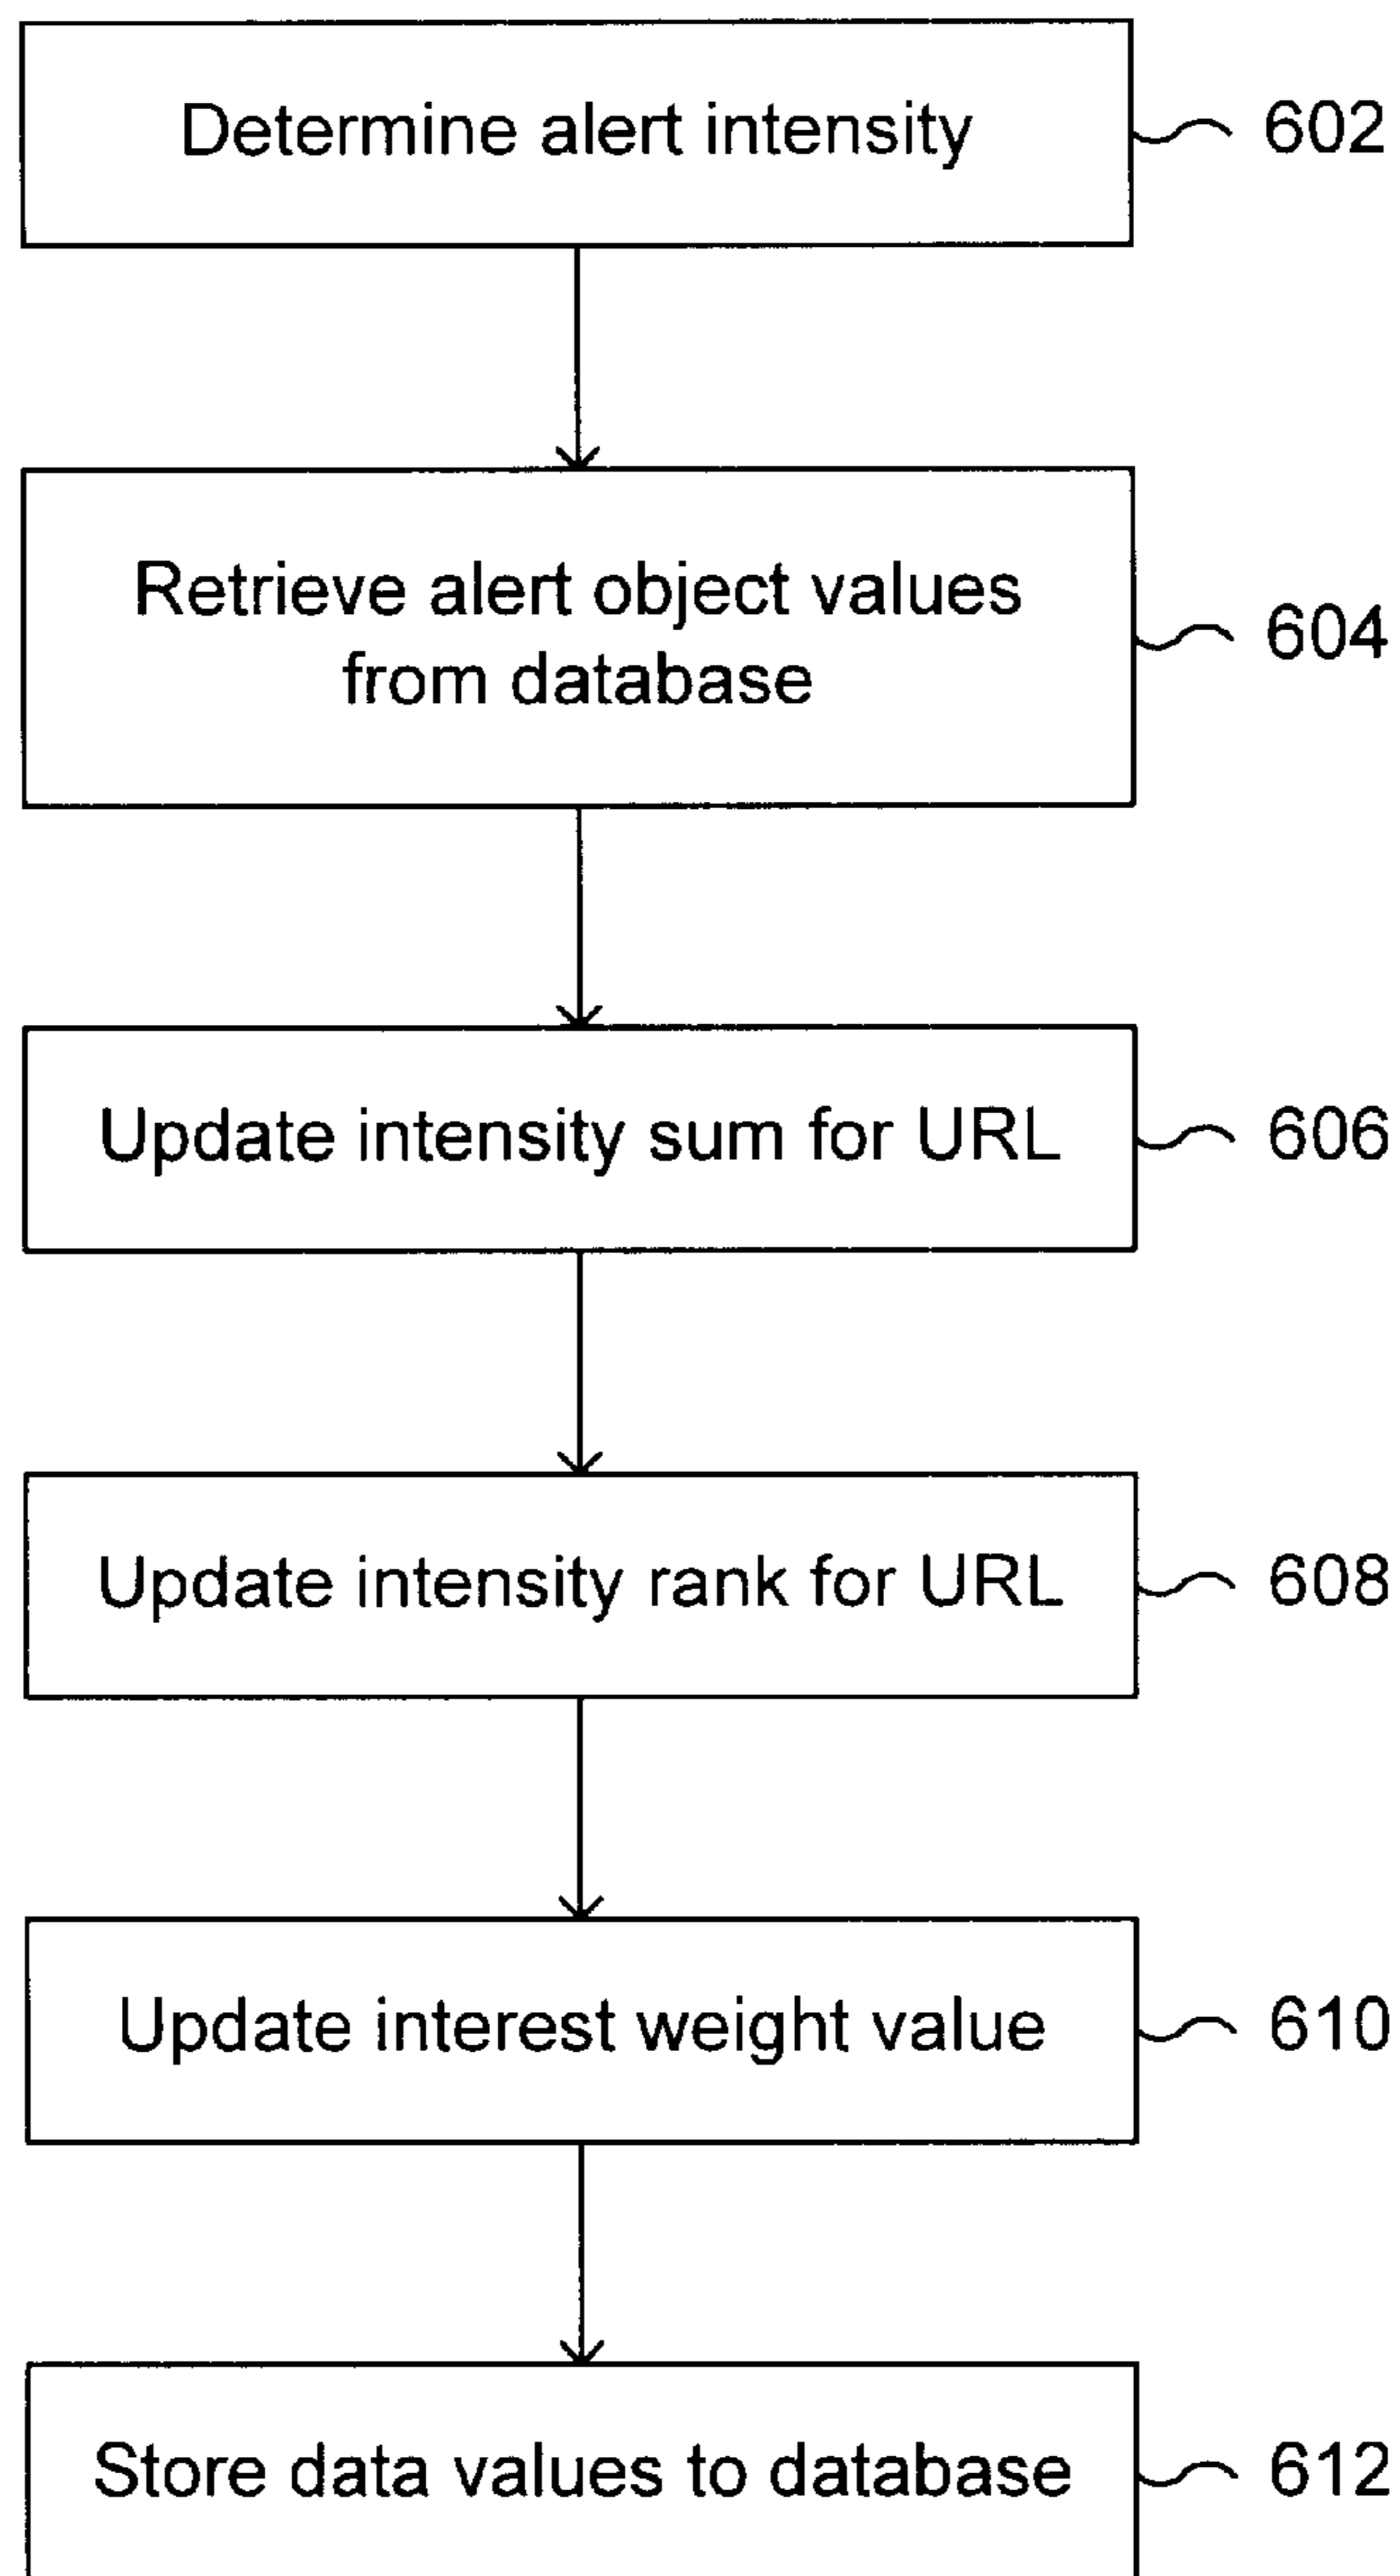 Determine alert intensity
602
Retrieve alert object values
from database
604
Update intensity sum for URL
606
Update intensity rank for URL
608
Update interest weight value
610
Store data values to database
612